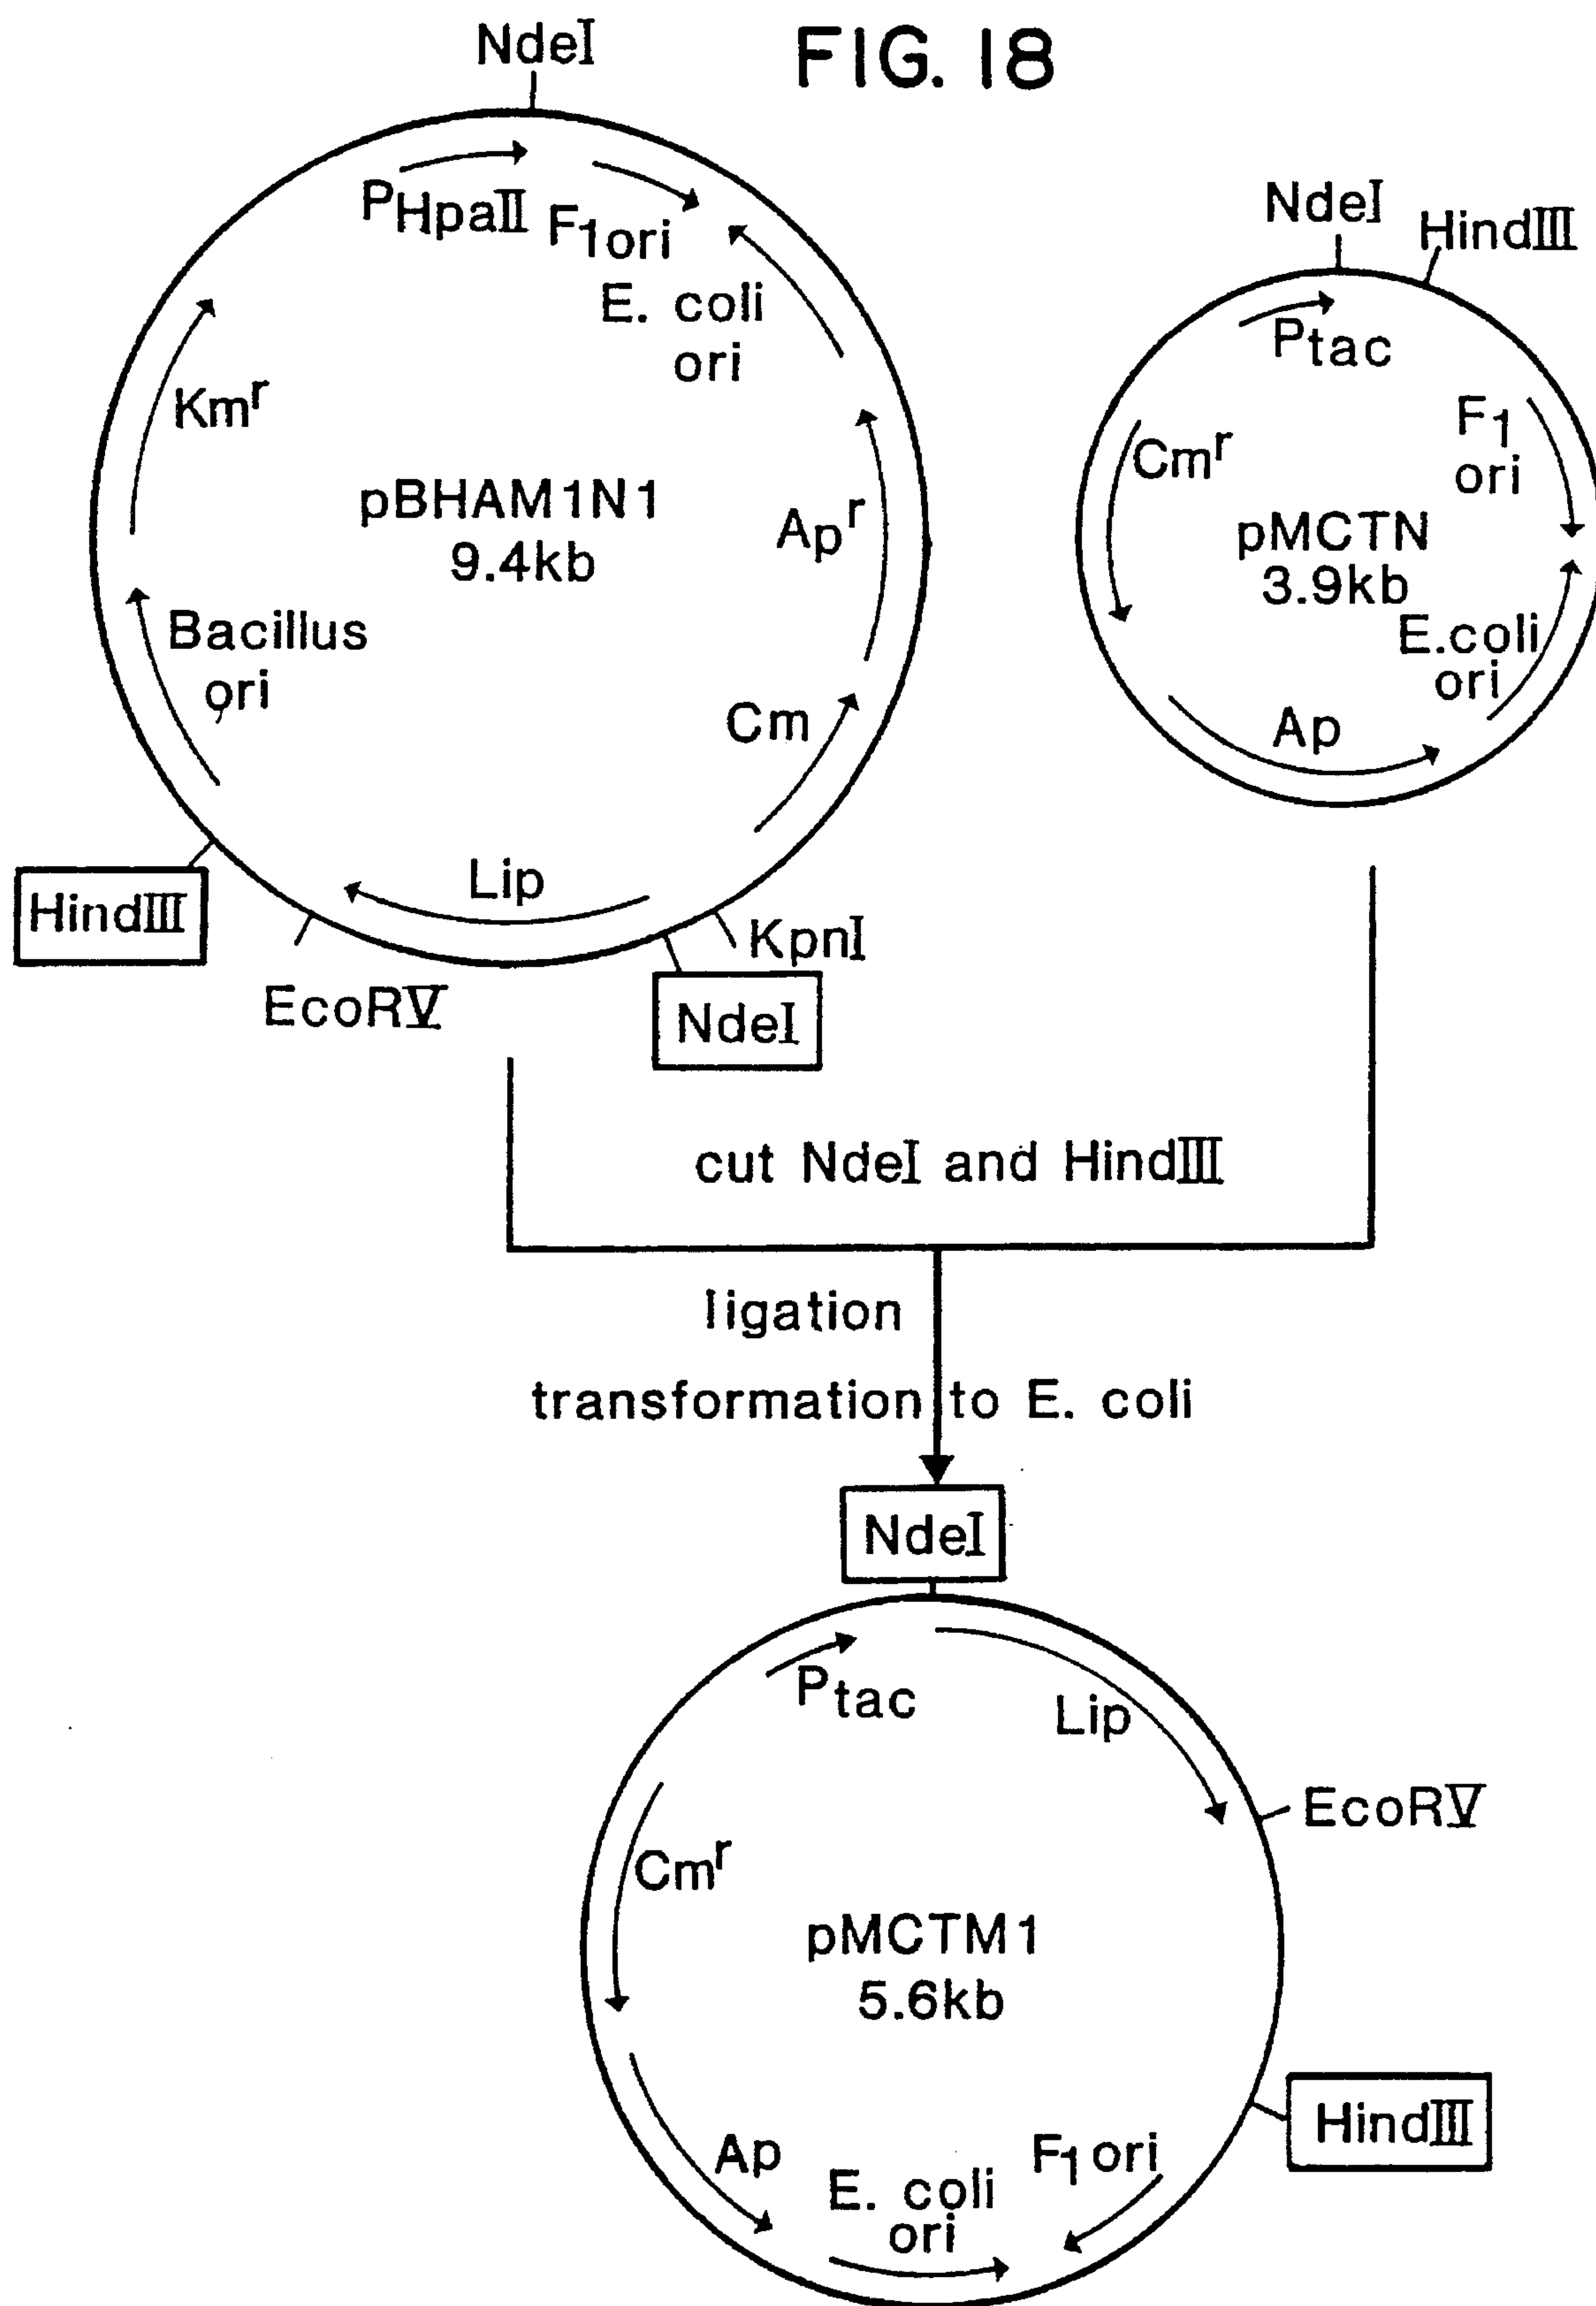 FIG. 18
NdeI
PHpaII
F1ori
E. coli
ori
Kmr
pBHAM1N1
9.4kb
Apr
Bacillus
ori
Cm
Lip
HindIII
EcoRV
KpnI
NdeI
NdeI
HindIII
Ptac
Cmr
F1
ori
pMCTN
3.9kb
E.coli
ori
Ap
cut NdeI and HindIII
ligation
transformation to E. coli
NdeI
Ptac
Lip
EcoRV
Cmr
pMCTM1
5.6kb
HindIII
Ap
E. coli
ori
F1 ori